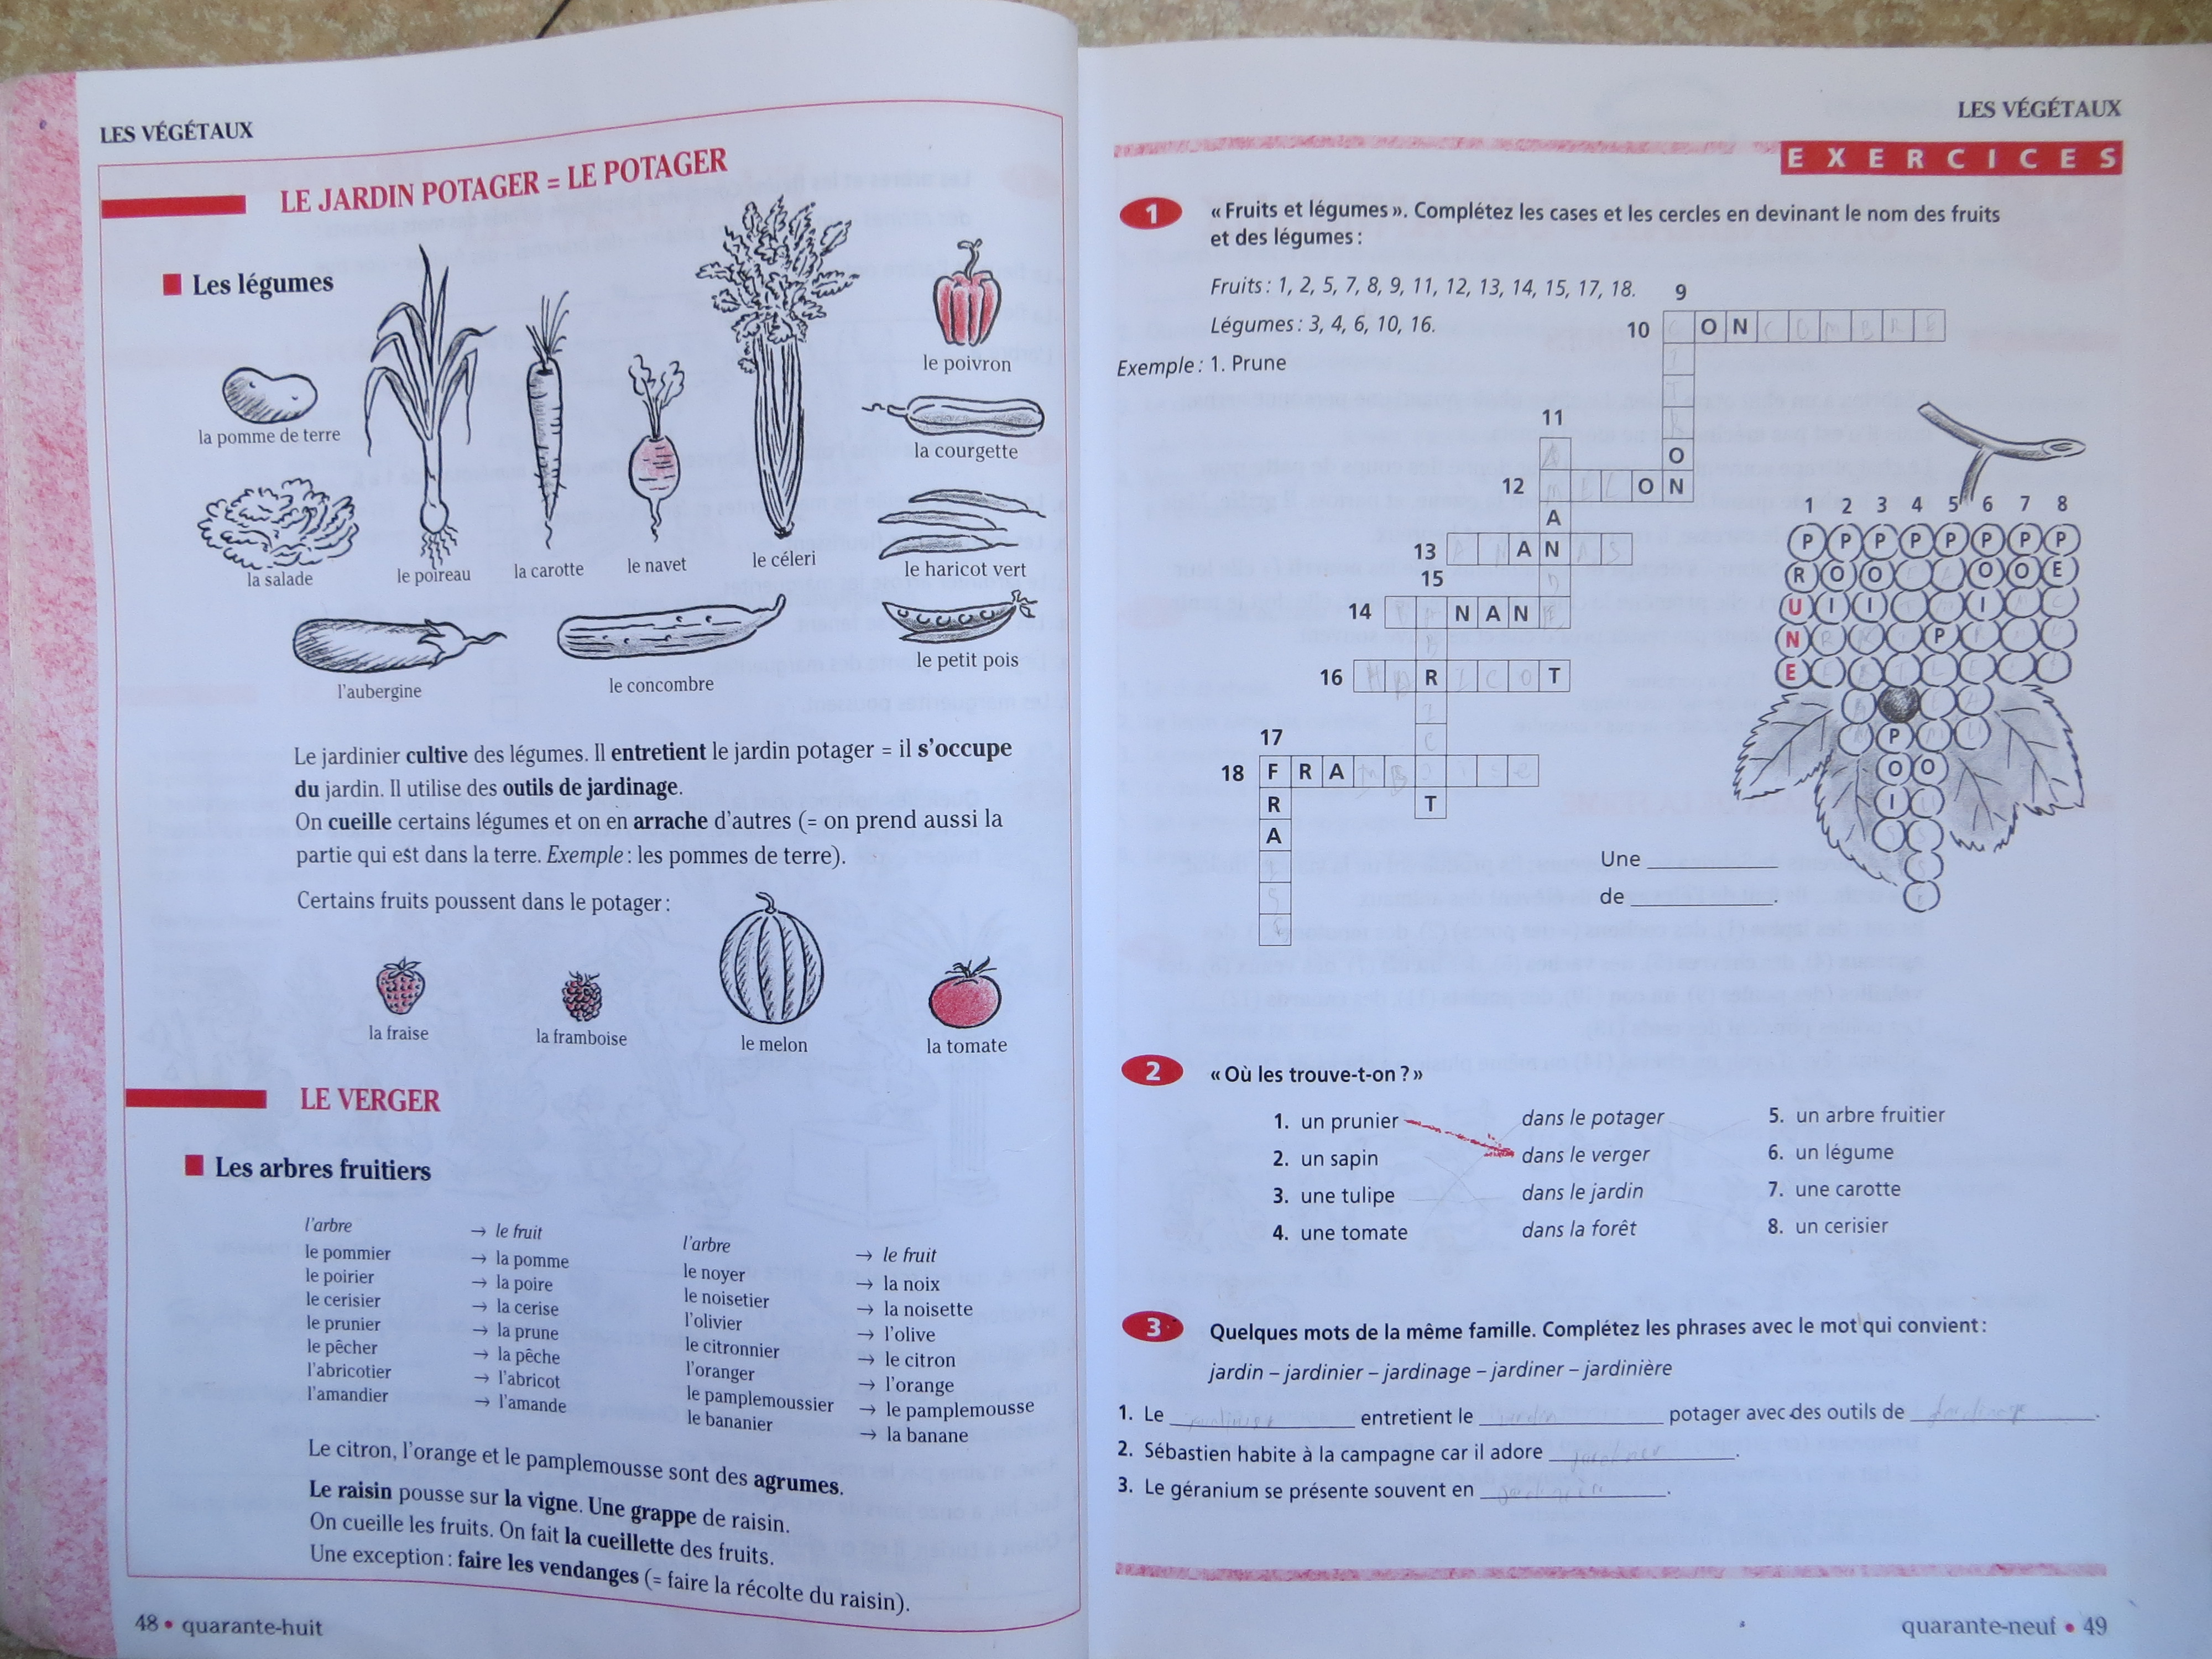 LES VÉGÉTAUX
LE JARDIN POTAGER = LE POTAGER
Les légumes
la pomme de terre
la salade
le poireau
la carotte
le navet
le céleri
le poivron
la courgette
le haricot vert
le petit pois
l'aubergine
le concombre
Le jardinier cultive des légumes. Il entretient le jardin potager = il s'occupe
du jardin. Il utilise des outils de jardinage.
On cueille certains légumes et on en arrache d'autres (= on prend aussi la
partie qui est dans la terre. Exemple : les pommes de terre).
Certains fruits poussent dans le potager :
la fraise
la framboise
le melon
la tomate
LE VERGER
Les arbres fruitiers
l'arbre → le fruit
le pommier → la pomme
le poirier → la poire
le cerisier → la cerise
le prunier → la prune
le pêcher → la pêche
l'abricotier → l'abricot
l'amandier → l'amande
l'arbre → le fruit
le noyer → la noix
le noisetier → la noisette
l'olivier → l'olive
le citronnier → le citron
l'oranger → l'orange
le pamplemoussier → le pamplemousse
le bananier → la banane
Le citron, l'orange et le pamplemousse sont des agrumes.
Le raisin pousse sur la vigne. Une grappe de raisin.
On cueille les fruits. On fait la cueillette des fruits.
Une exception : faire les vendanges (= faire la récolte du raisin).
48 • quarante-huit
LES VÉGÉTAUX
EXERCICES
1 « Fruits et légumes ». Complétez les cases et les cercles en devinant le nom des fruits
et des légumes :
Fruits : 1, 2, 5, 7, 8, 9, 11, 12, 13, 14, 15, 17, 18.
Légumes : 3, 4, 6, 10, 16.
Exemple : 1. Prune
9
10 C O N C O M B R E
I
T
R
O
11
A
12 M E L O N
A
13 A N A N A S
D
15
14 B A N A N E
B
16 H A R I C O T
I
C
17
18 F R A M B O I S E
R T
A
I
S
E
1 2 3 4 5 6 7 8
P P P P P P P P
R O O O O E
U I I I
N P
E
P
O O
I
Une
de .
2 « Où les trouve-t-on ? »
1. un prunier dans le potager 5. un arbre fruitier
2. un sapin dans le verger 6. un légume
3. une tulipe dans le jardin 7. une carotte
4. une tomate dans la forêt 8. un cerisier
3 Quelques mots de la même famille. Complétez les phrases avec le mot qui convient :
jardin – jardinier – jardinage – jardiner – jardinière
1. Le jardinier entretient le jardin potager avec des outils de jardinage .
2. Sébastien habite à la campagne car il adore jardiner .
3. Le géranium se présente souvent en .
quarante-neuf • 49